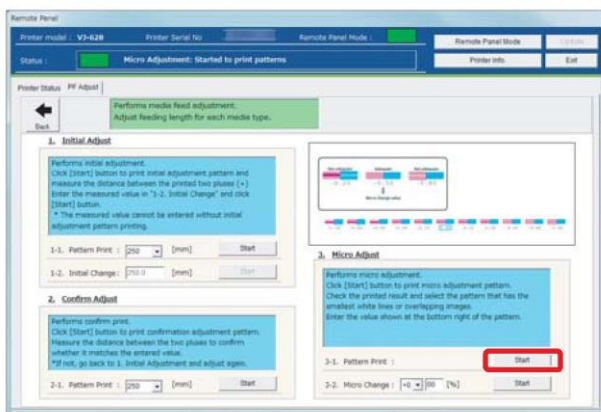 Remote Panel
Printer model : VJ-628 Printer Serial No Remote Panel Mode :
Remote Panel Mode
Status : Micro Adjustment: Started to print patterns
Printer Info. Exit
Printer Status PF Adjust
Back
Performs media feed adjustment.
Adjust feeding length for each media type.
1. Initial Adjust
Performs initial adjustment.
Click [Start] button to print initial adjustment pattern and
measure the distance between the printed two pluses (+)
Enter the measured value in "1-2. Initial Change" and click
[Start] button.
* The measured value cannot be entered without initial
adjustment pattern printing.
1-1. Pattern Print : 250 [mm] Start
1-2. Initial Change : 250.0 [mm] Start
2. Confirm Adjust
Performs confirm print.
Click [Start] button to print confirmation adjustment pattern.
Measure the distance between the two pluses to confirm
whether it matches the entered value.
*If not, go back to 1. Initial Adjustment and adjust again.
2-1. Pattern Print : 250 [mm] Start
Micro change value
3. Micro Adjust
Performs micro adjustment.
Click [Start] button to print micro adjustment pattern.
Check the printed result and select the pattern that has the
smallest white lines or overlapping images.
Enter the value shown at the bottom right of the pattern.
3-1. Pattern Print : Start
3-2. Micro Change : +0 00 [%] Start